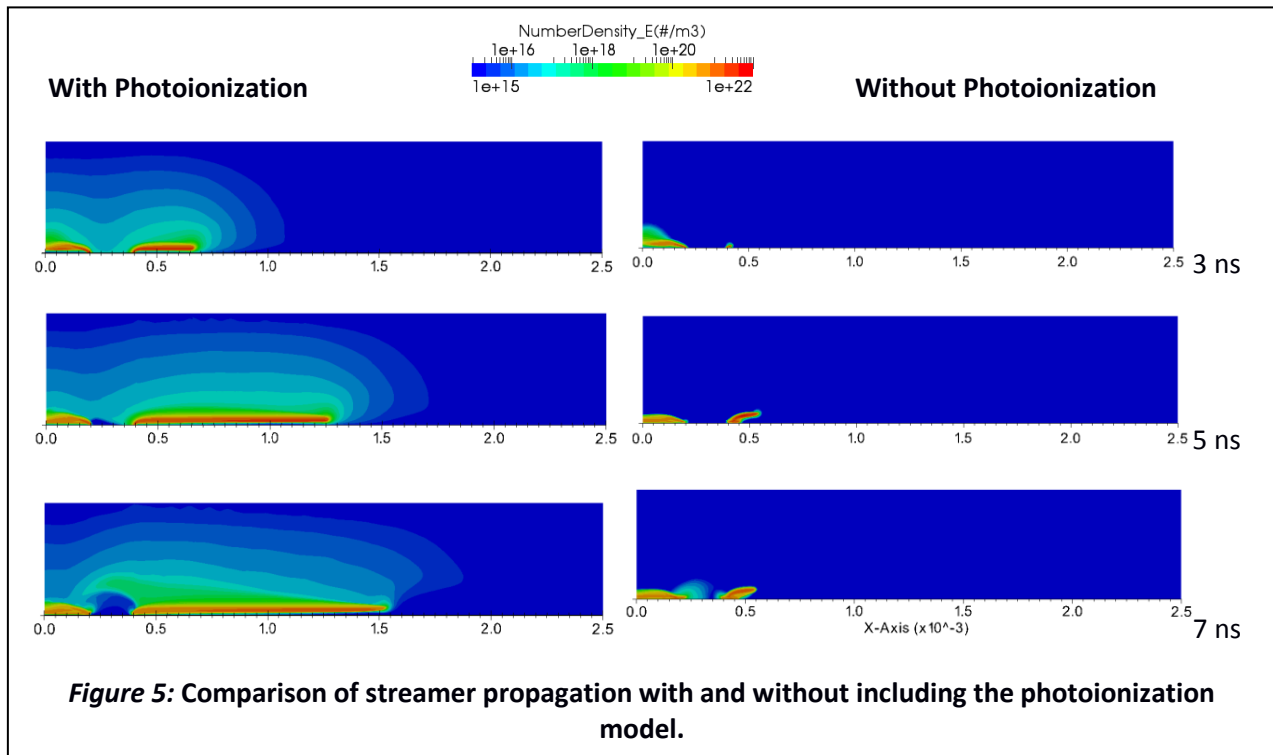 NumberDensity_E(#/m3)
1e+16 1e+18 1e+20
1e+15 1e+22
With Photoionization Without Photoionization
0.0 0.5 1.0 1.5 2.0 2.5
0.0 0.5 1.0 1.5 2.0 2.5
3 ns
0.0 0.5 1.0 1.5 2.0 2.5
0.0 0.5 1.0 1.5 2.0 2.5
5 ns
0.0 0.5 1.0 1.5 2.0 2.5
0.0 0.5 1.0 1.5 2.0 2.5
X-Axis (x10^-3)
7 ns
Figure 5: Comparison of streamer propagation with and without including the photoionization
model.